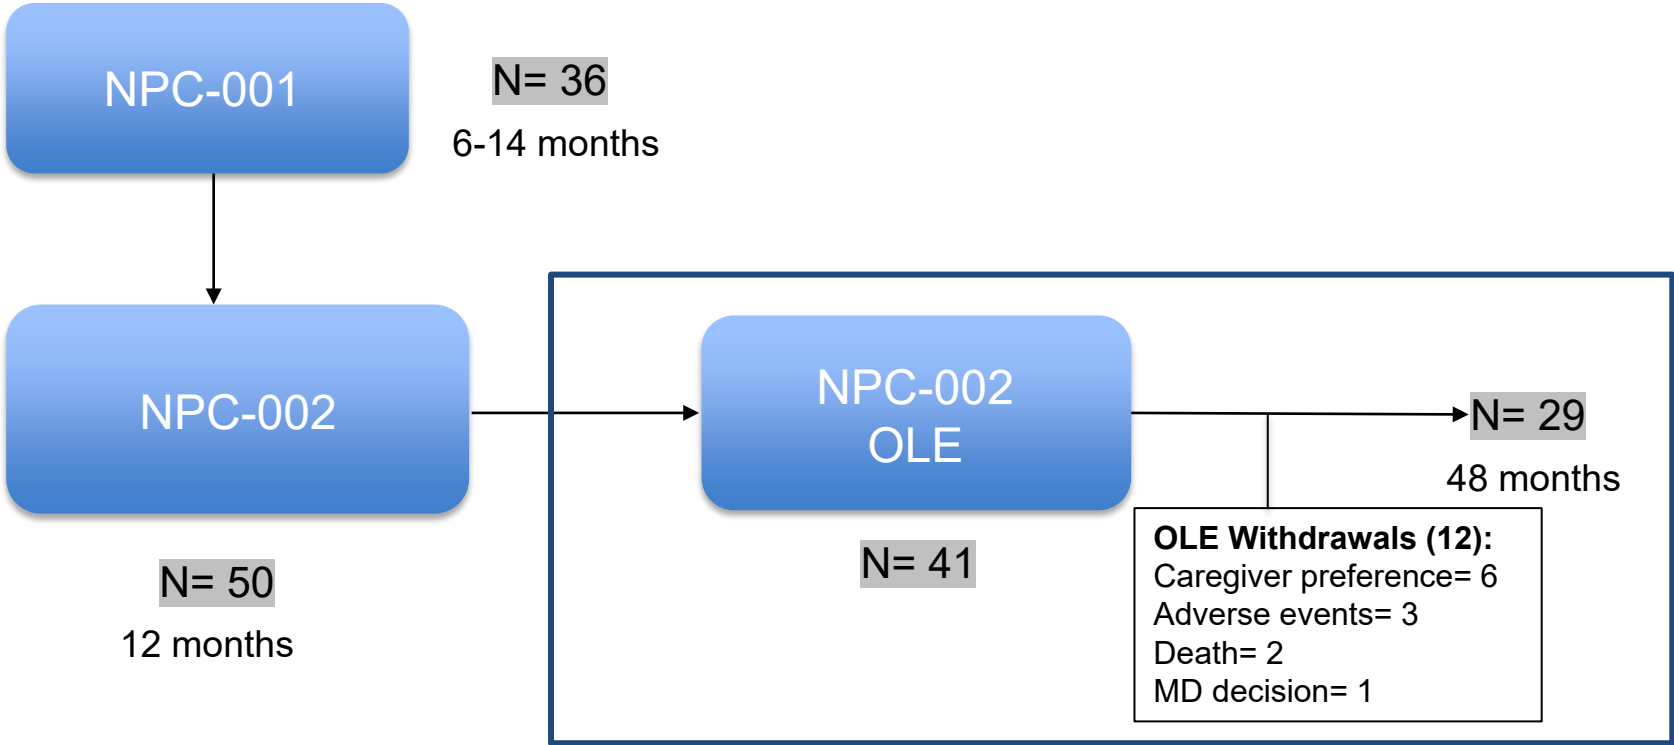 NPC-001
N= 36
6-14 months
NPC-002
N= 50
12 months
NPC-002
OLE
N= 41
N= 29
48 months
OLE Withdrawals (12):
Caregiver preference= 6
Adverse events= 3
Death= 2
MD decision= 1